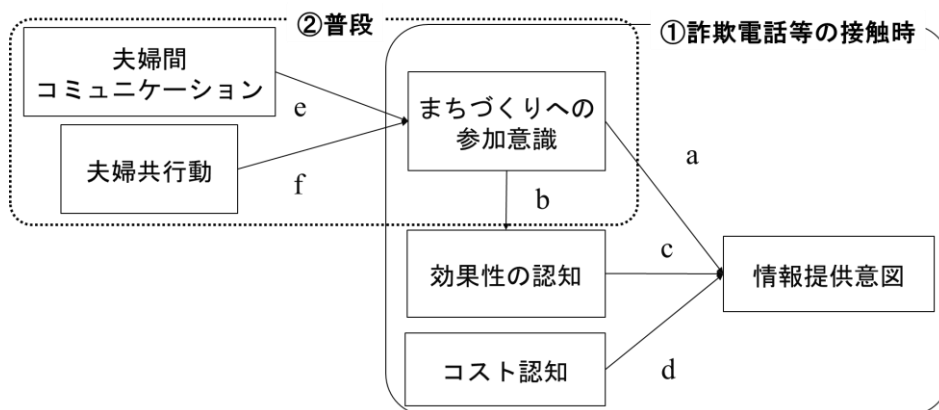 ②普段
①詐欺電話等の接触時
夫婦間
コミュニケーション
e
まちづくりへの
参加意識
a
夫婦共行動
f
b
効果性の認知
c
情報提供意図
コスト認知
d